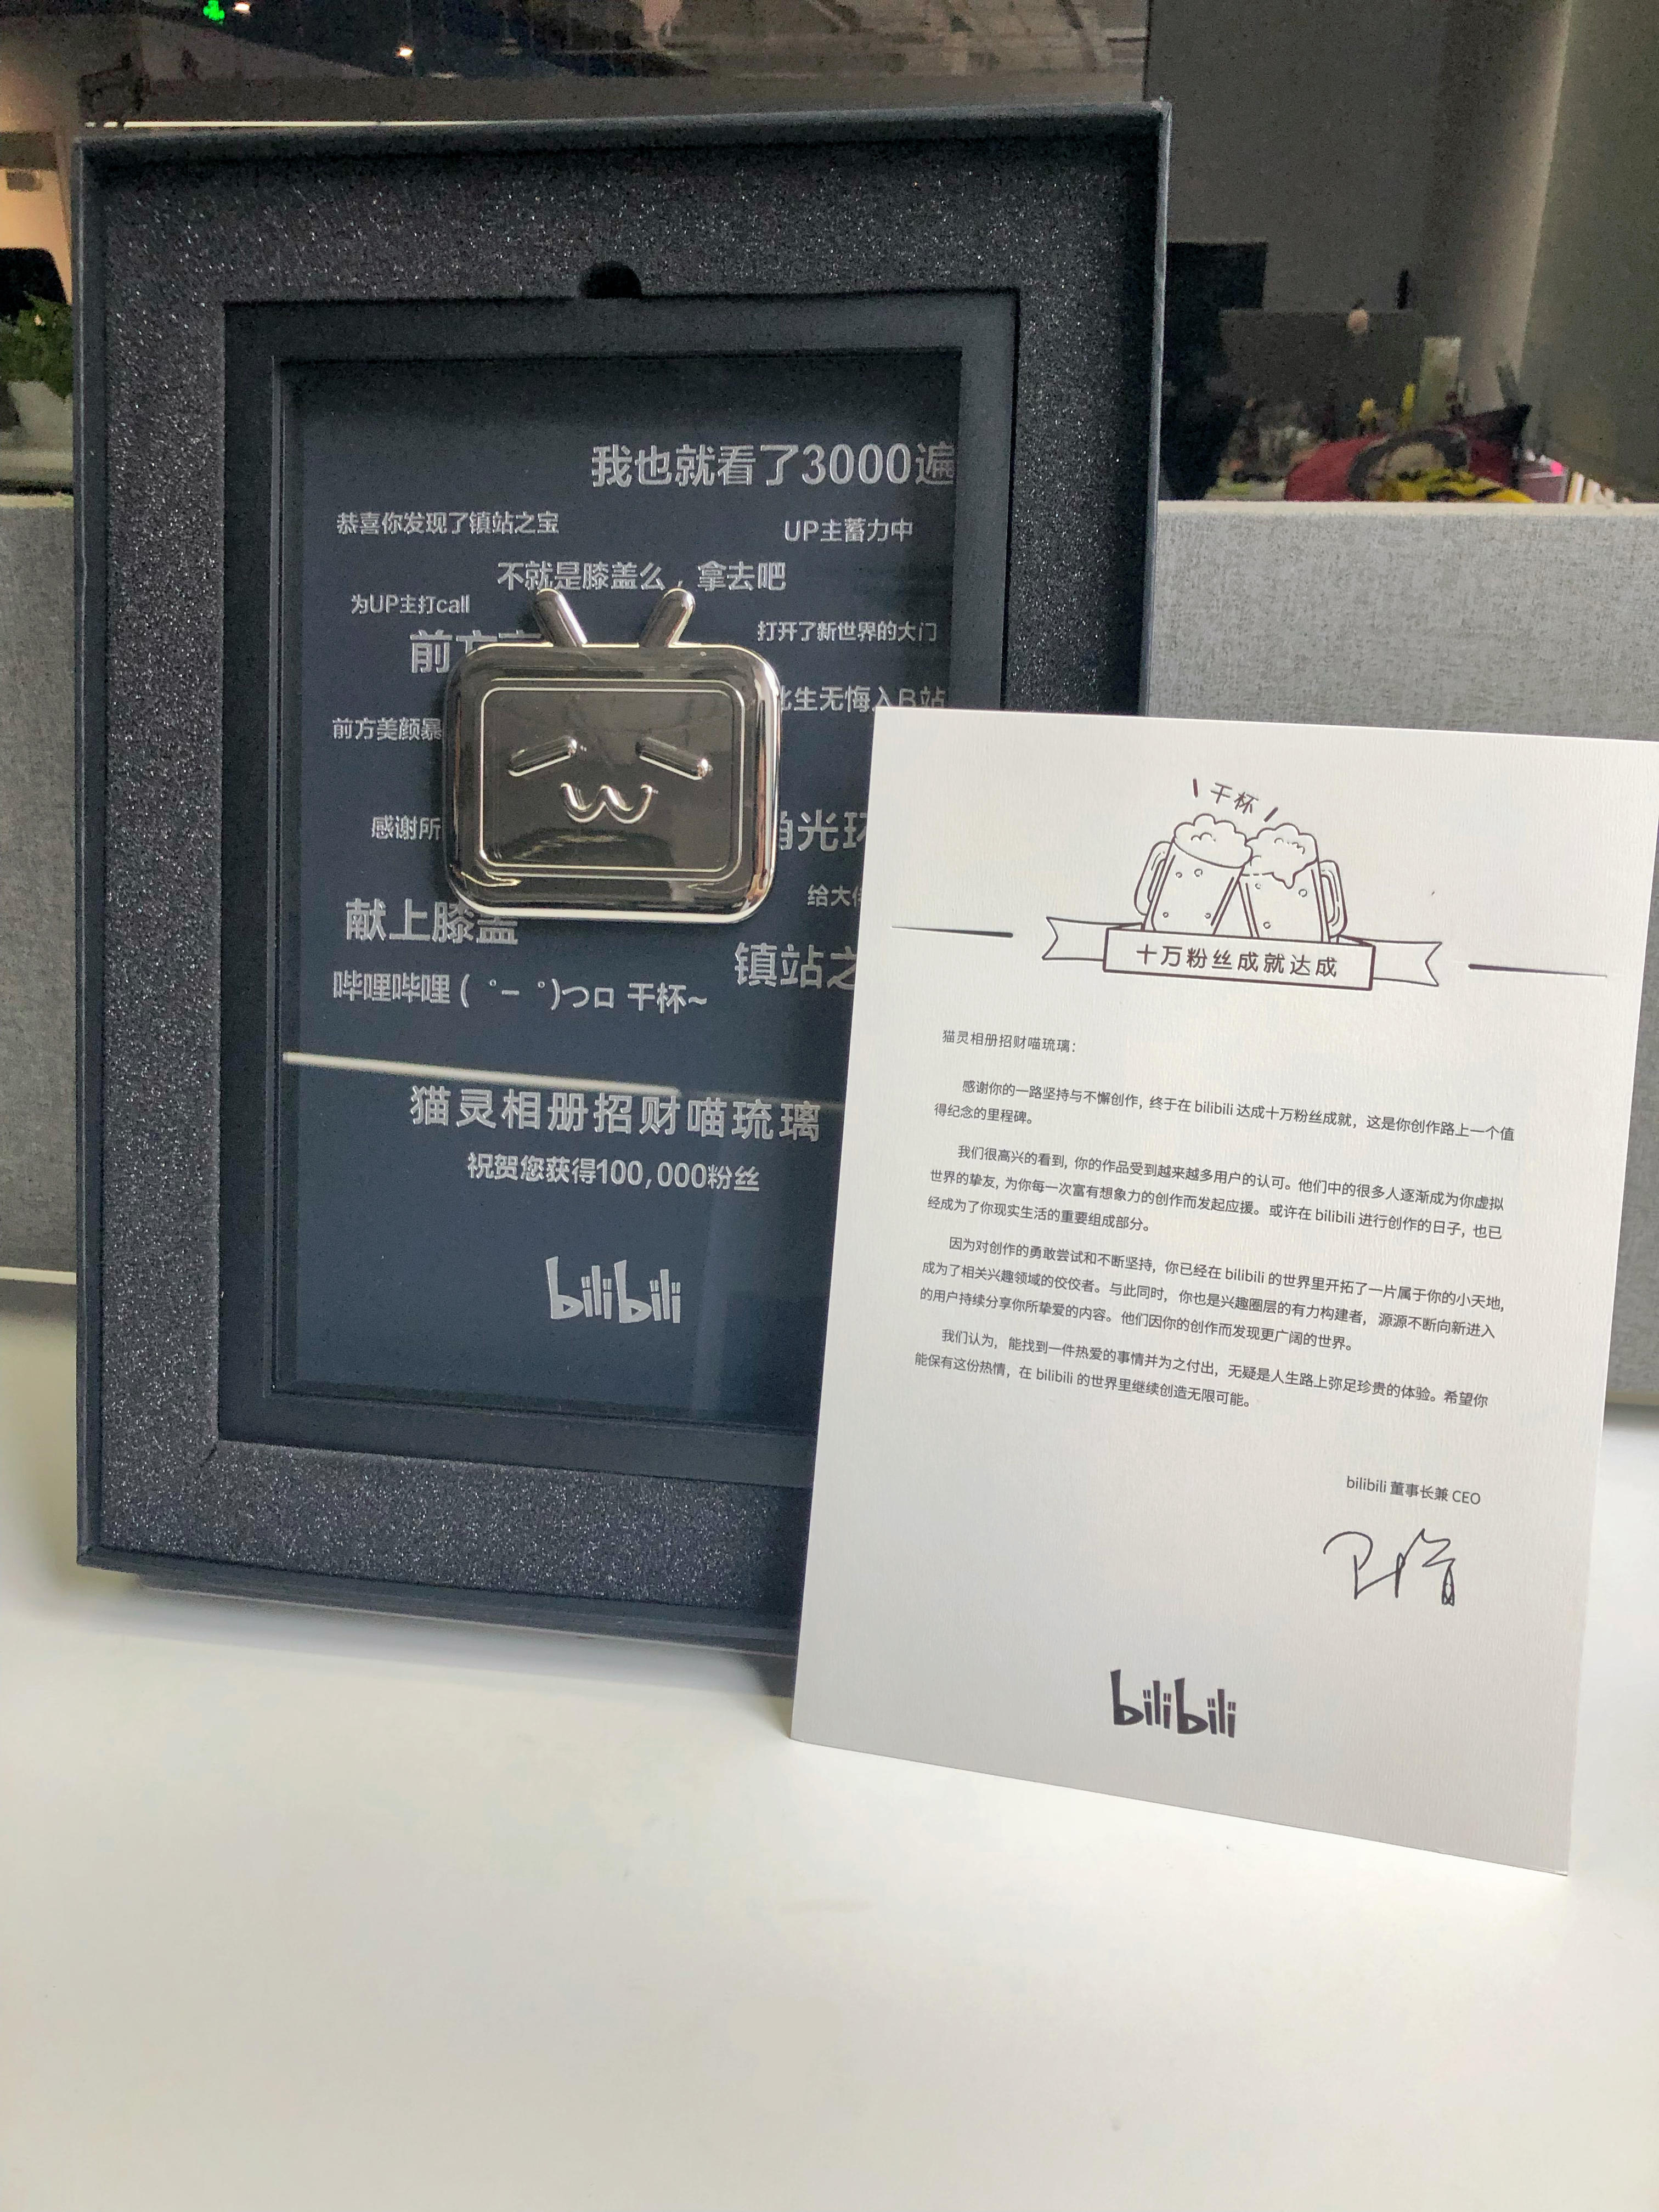 我也就看了3000遍
恭喜你发现了镇站之宝
UP主蓄力中
不就是膝盖么，拿去吧
为UP主打call
打开了新世界的大门
前方
此生无悔入B站
前方美颜暴
感谢所
角光环
给大
献上膝盖
镇站之
哔哩哔哩 ( ゜- ゜)つロ 干杯~
猫灵相册招财喵琉璃
祝贺您获得100,000粉丝
bilibili
干杯
十万粉丝成就达成
猫灵相册招财喵琉璃：
感谢你的一路坚持与不懈创作，终于在 bilibili 达成十万粉丝成就，这是你创作路上一个值
得纪念的里程碑。
我们很高兴的看到，你的作品受到越来越多用户的认可。他们中的很多人逐渐成为你虚拟
世界的挚友，为你每一次富有想象力的创作而发起应援。或许在 bilibili 进行创作的日子，也已
经成为了你现实生活的重要组成部分。
因为对创作的勇敢尝试和不断坚持，你已经在 bilibili 的世界里开拓了一片属于你的小天地，
成为了相关兴趣领域的佼佼者。与此同时，你也是兴趣圈层的有力构建者，源源不断向新进入
的用户持续分享你所挚爱的内容。他们因你的创作而发现更广阔的世界。
我们认为，能找到一件热爱的事情并为之付出，无疑是人生路上弥足珍贵的体验。希望你
能保有这份热情，在 bilibili 的世界里继续创造无限可能。
bilibili 董事长兼 CEO
bilibili